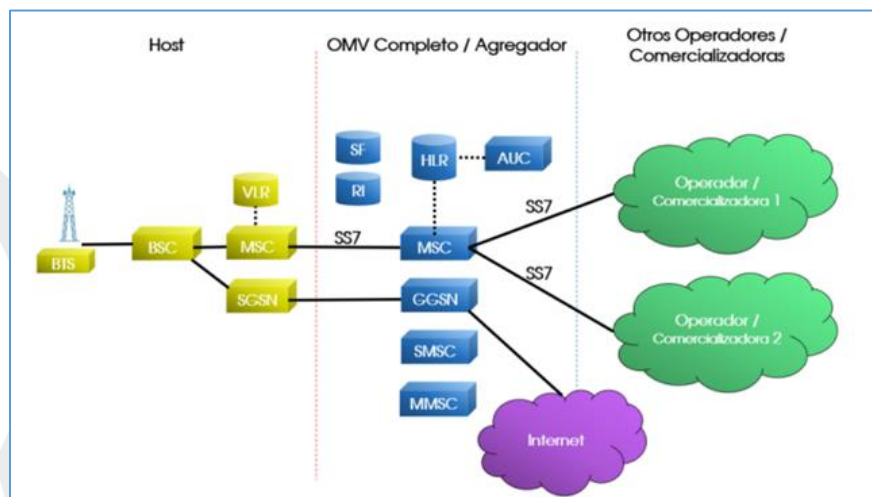 Host
OMV Completo / Agregador
Otros Operadores /
Comercializadoras
SF
RI
HLR
AUC
VLR
BTS
BSC
MSC
SS7
MSC
SS7
SS7
Operador /
Comercializadora 1
SGSN
GGSN
SMSC
MMSC
Operador /
Comercializadora 2
Internet